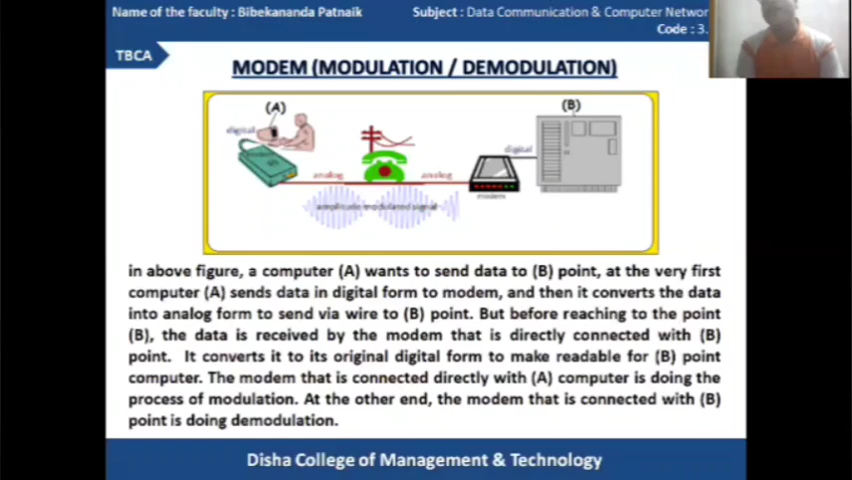 Name of the faculty : Bibekananda Patnaik
Subject : Data Communication & Computer Networ
Code : 3.
TBCA
MODEM (MODULATION / DEMODULATION)
(A)
(B)
digital
digital
analog
analog
modem
amplitude modulated signal
in above figure, a computer (A) wants to send data to (B) point, at the very first
computer (A) sends data in digital form to modem, and then it converts the data
into analog form to send via wire to (B) point. But before reaching to the point
(B), the data is received by the modem that is directly connected with (B)
point. It converts it to its original digital form to make readable for (B) point
computer. The modem that is connected directly with (A) computer is doing the
process of modulation. At the other end, the modem that is connected with (B)
point is doing demodulation.
Disha College of Management & Technology